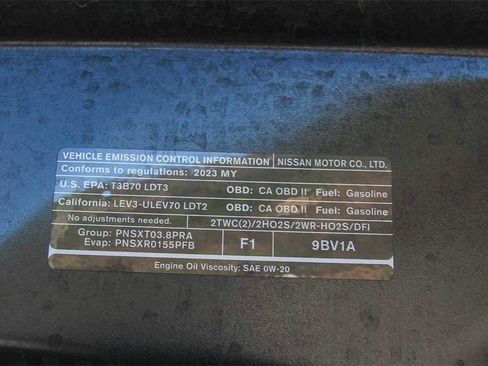 VEHICLE EMISSION CONTROL INFORMATION NISSAN MOTOR CO., LTD.
Conforms to regulations: 2023 MY
U.S. EPA: T3B70 LDT3 OBD: CA OBD II Fuel: Gasoline
California: LEV3-ULEV70 LDT2 OBD: CA OBD II Fuel: Gasoline
No adjustments needed. 2TWC(2)/2HO2S/2WR-HO2S/DFI
Group: PNSXT03.8PRA
Evap: PNSXR0155PFB F1 9BV1A
Engine Oil Viscosity: SAE 0W-20